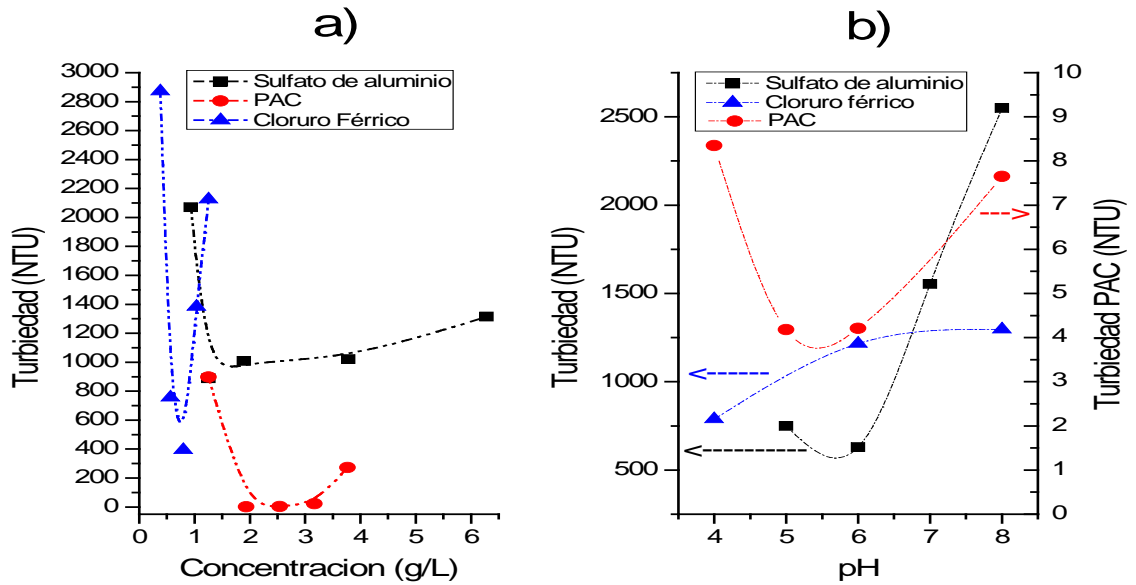 a)
Turbiedad (NTU)
3000
2800
2600
2400
2200
2000
1800
1600
1400
1200
1000
800
600
400
200
0
Sulfato de aluminio
PAC
Cloruro Férrico
0 1 2 3 4 5 6
Concentracion (g/L)
b)
Turbiedad (NTU)
2500
2000
1500
1000
500
Sulfato de aluminio
Cloruro férrico
PAC
10
9
8
7
6
5
4
3
2
1
0
Turbiedad PAC (NTU)
4 5 6 7 8
pH